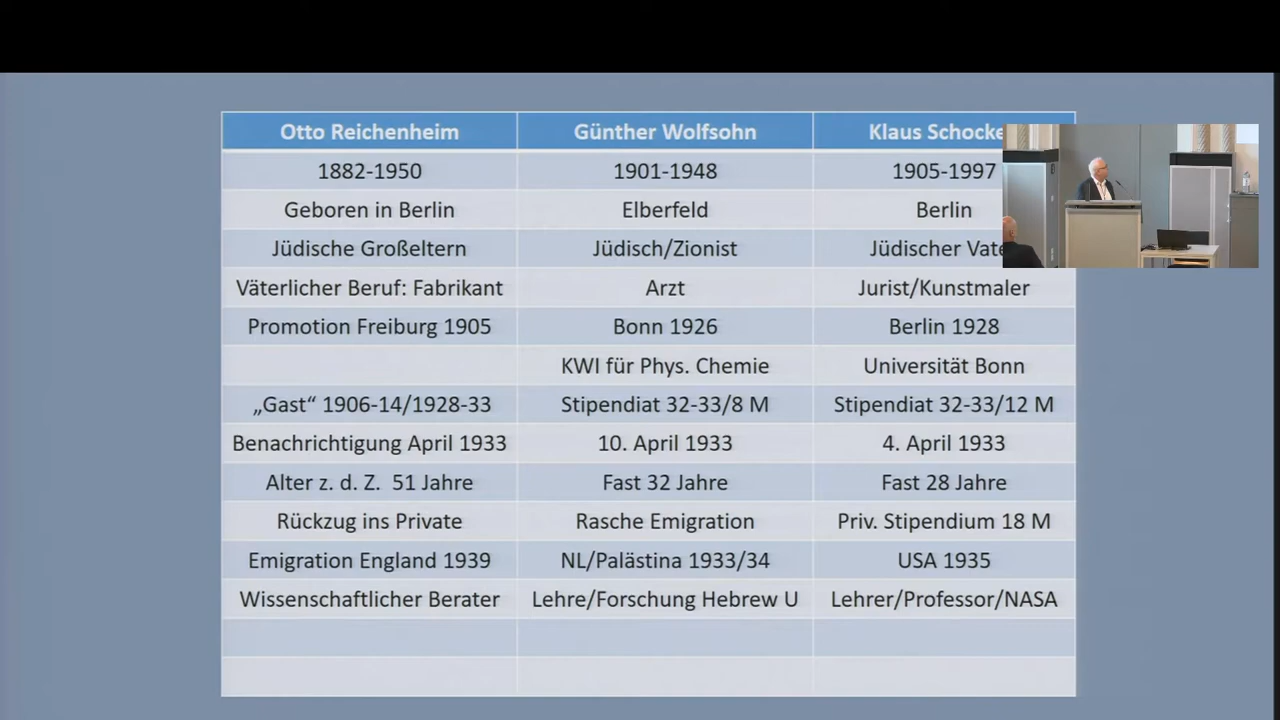 Otto Reichenheim Günther Wolfsohn Klaus
1882-1950 1901-1948 1905-1997
Geboren in Berlin Elberfeld Berlin
Jüdische Großeltern Jüdisch/Zionist Jüdischer
Väterlicher Beruf: Fabrikant Arzt Jurist/Kunstmaler
Promotion Freiburg 1905 Bonn 1926 Berlin 1928
KWI für Phys. Chemie Universität Bonn
„Gast“ 1906-14/1928-33 Stipendiat 32-33/8 M Stipendiat 32-33/12 M
Benachrichtigung April 1933 10. April 1933 4. April 1933
Alter z. d. Z. 51 Jahre Fast 32 Jahre Fast 28 Jahre
Rückzug ins Private Rasche Emigration Priv. Stipendium 18 M
Emigration England 1939 NL/Palästina 1933/34 USA 1935
Wissenschaftlicher Berater Lehre/Forschung Hebrew U Lehrer/Professor/NASA